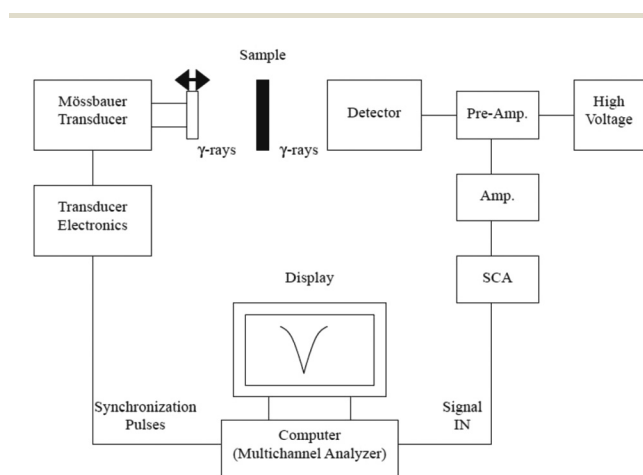 Sample
Mössbauer
Transducer
γ-rays
γ-rays
Detector
Pre-Amp.
High
Voltage
Transducer
Electronics
Amp.
SCA
Display
Synchronization
Pulses
Signal
IN
Computer
(Multichannel Analyzer)